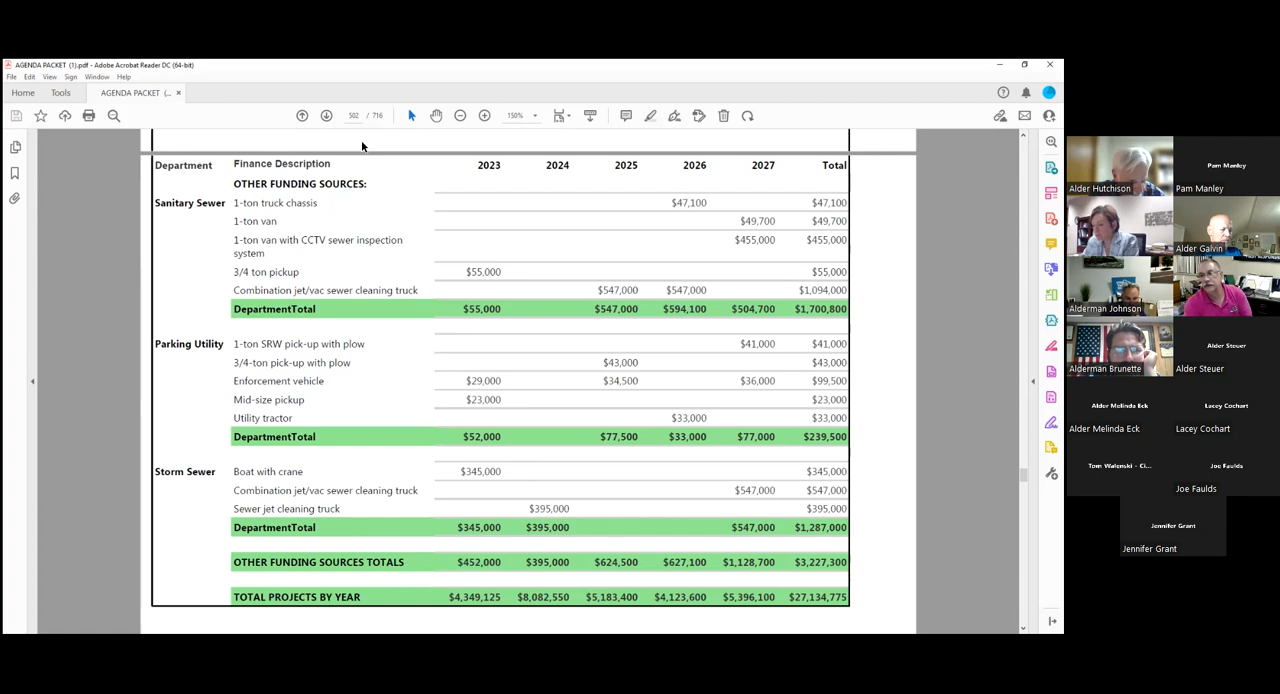 AGENDA PACKET (1).pdf - Adobe Acrobat Reader DC (64-bit)
File Edit View Sign Window Help
Home Tools AGENDA PACKET (... ×
502 / 716 150%
Department Finance Description 2023 2024 2025 2026 2027 Total
OTHER FUNDING SOURCES:
Sanitary Sewer 1-ton truck chassis $47,100 $47,100
1-ton van $49,700 $49,700
1-ton van with CCTV sewer inspection $455,000 $455,000
system
3/4 ton pickup $55,000 $55,000
Combination jet/vac sewer cleaning truck $547,000 $547,000 $1,094,000
DepartmentTotal $55,000 $547,000 $594,100 $504,700 $1,700,800
Parking Utility 1-ton SRW pick-up with plow $41,000 $41,000
3/4-ton pick-up with plow $43,000 $43,000
Enforcement vehicle $29,000 $34,500 $36,000 $99,500
Mid-size pickup $23,000 $23,000
Utility tractor $33,000 $33,000
DepartmentTotal $52,000 $77,500 $33,000 $77,000 $239,500
Storm Sewer Boat with crane $345,000 $345,000
Combination jet/vac sewer cleaning truck $547,000 $547,000
Sewer jet cleaning truck $395,000 $395,000
DepartmentTotal $345,000 $395,000 $547,000 $1,287,000
OTHER FUNDING SOURCES TOTALS $452,000 $395,000 $624,500 $627,100 $1,128,700 $3,227,300
TOTAL PROJECTS BY YEAR $4,349,125 $8,082,550 $5,183,400 $4,123,600 $5,396,100 $27,134,775
Pam Manley
Alder Hutchison Pam Manley
Alder Galvin
Alderman Johnson
Alder Steuer
Alderman Brunette Alder Steuer
Alder Melinda Eck Lacey Cochart
Alder Melinda Eck Lacey Cochart
Tom Walenski - Ci... Joe Faulds
Joe Faulds
Jennifer Grant
Jennifer Grant